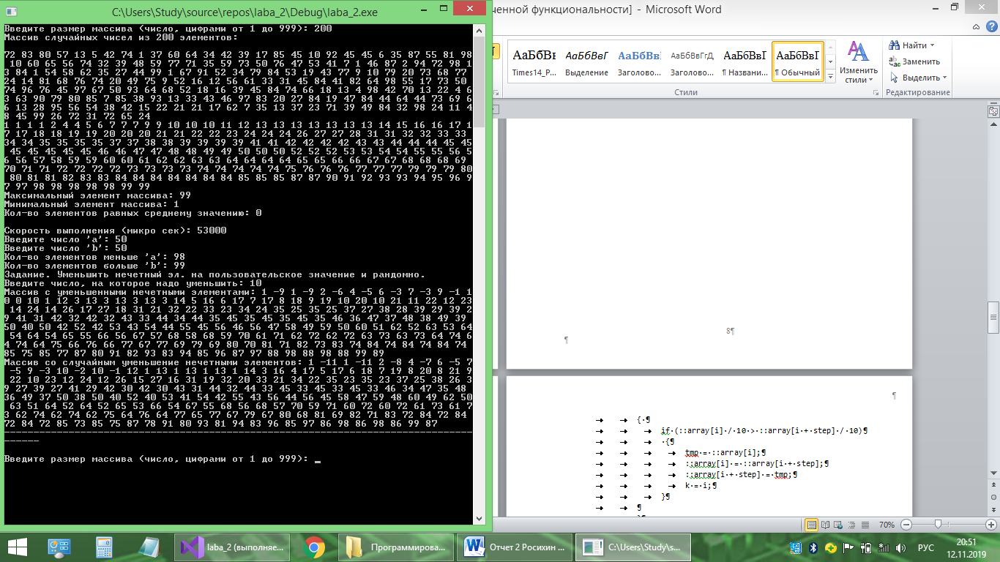 C:\Users\Study\source\repos\laba_2\Debug\laba_2.exe
Введите размер массива (число, цифрами от 1 до 999): 200
Массив случайных чисел из 200 элементов:
72 83 80 57 13 5 42 74 1 37 60 64 34 42 39 17 85 45 10 92 45 45 6 35 87 55 81 98
10 60 65 56 74 32 39 48 59 77 71 35 59 73 50 76 47 93 41 7 1 46 87 2 94 72 98 1
3 84 1 54 58 62 35 27 44 99 1 67 91 52 34 79 84 53 19 43 77 9 10 79 20 73 68 77
24 14 81 68 76 74 20 49 75 9 52 16 12 56 61 33 31 45 84 41 82 64 98 55 17 73 50
74 96 76 45 97 67 50 93 64 68 52 18 16 39 45 84 74 61 18 13 4 98 42 70 13 22 4 6
3 63 90 79 80 85 7 85 38 93 13 33 43 46 97 83 20 27 84 19 47 84 44 64 44 73 69 6
6 13 28 95 56 54 38 42 15 22 21 21 17 62 7 35 13 37 23 71 39 49 84 32 98 24 11 4
8 45 99 26 72 31 72 65 24
1 1 1 1 2 4 4 5 6 7 7 7 9 9 10 10 10 11 12 13 13 13 13 13 13 13 14 15 16 16 17 1
7 17 18 18 19 19 20 20 20 21 21 22 22 23 24 24 24 26 27 27 28 31 31 32 32 33 33
34 34 35 35 35 35 37 37 38 38 39 39 39 39 41 41 42 42 42 42 43 43 44 44 44 45 45
45 45 45 45 45 46 46 47 47 48 48 49 49 50 50 50 52 52 52 53 53 54 54 55 55 56 5
6 56 57 58 59 59 60 60 61 62 62 63 63 64 64 64 64 65 65 66 66 67 67 68 68 68 69
70 71 71 72 72 72 72 73 73 73 73 74 74 74 74 74 75 76 76 76 77 77 77 79 79 79 80
80 81 81 82 83 83 84 84 84 84 84 84 84 85 85 85 87 87 90 91 92 93 93 94 95 96 9
7 97 98 98 98 98 98 99 99
Максимальный элемент массива: 99
Минимальный элемент массива: 1
Кол-во элементов равных среднему значению: 0
Скорость выполнения (микро сек): 53000
Введите число 'a': 50
Введите число 'b': 50
Кол-во элементов меньше 'a': 98
Кол-во элементов больше 'b': 99
Задание. Уменьшить нечетный эл. на пользовательское значение и рандомно.
Введите число, на которое надо уменьшить: 10
Массив с уменьшенными нечетными элементами: 1 -9 1 -9 2 -6 4 -5 6 -3 7 -3 9 -1 1
0 0 10 1 12 3 13 3 13 3 13 3 14 5 16 6 17 7 17 8 18 9 19 10 20 10 21 11 22 12 23
14 24 14 26 17 27 18 31 21 32 22 33 23 34 24 35 25 35 25 37 27 38 28 39 29 39 2
9 41 31 42 32 42 32 43 33 44 34 44 35 45 35 45 35 45 35 46 36 47 37 48 38 49 39
50 40 50 42 52 42 53 43 54 44 55 45 56 46 56 47 58 49 59 50 60 51 62 52 63 53 64
54 64 54 65 55 66 56 67 57 68 58 68 59 70 61 71 62 72 62 72 63 73 63 73 64 74 6
4 74 64 75 66 76 66 77 67 77 69 79 69 80 70 81 71 82 73 83 74 84 74 84 74 84 74
85 75 85 77 87 80 91 82 93 83 94 85 96 87 97 88 98 88 98 88 99 89
Массив со случайным уменьшение нечетными элементов: 1 -11 1 -11 2 -8 4 -7 6 -5 7
-5 9 -3 10 -2 10 -1 12 1 13 1 13 1 13 1 14 3 16 4 17 5 17 6 18 7 19 8 20 8 21 9
22 10 23 12 24 12 26 15 27 16 31 19 32 20 33 21 34 22 35 23 35 23 37 25 38 26 3
9 27 39 27 41 29 42 30 42 30 43 31 44 32 44 33 45 33 45 33 45 33 46 34 47 35 48
36 49 37 50 38 50 40 52 40 53 41 54 42 55 43 56 44 56 45 58 47 59 48 60 49 62 50
63 51 64 52 64 52 65 53 66 54 67 55 68 56 68 57 70 59 71 60 72 60 72 61 73 61 7
3 62 74 62 74 62 75 64 76 64 77 65 77 67 79 67 80 68 81 69 82 71 83 72 84 72 84
72 84 72 85 73 85 75 87 78 91 80 93 81 94 83 96 85 97 86 98 86 98 86 99 87
Введите размер массива (число, цифрами от 1 до 999): _
ченной функциональности] - Microsoft Word
АаБбВг АаБбВвГ АаБбВвГ АаБбВвГгД АаБбВвГ АаБбВвГ
Times14_Р... Выделение Заголово... Заголово... ¶ Названи... ¶ Обычный
Изменить стили
Стили
Найти
Заменить
Выделить
Редактирование
8¶
¶
¶
{·¶
if·(::array[i]·/·10·>·::array[i·+·step]·/·10)¶
·{¶
tmp·=·::array[i];¶
::array[i]·=·::array[i·+·step];¶
::array[i·+·step]·=·tmp;¶
k·=·i;¶
}¶
¶
70%
laba_2 (выполняе...
Программирова...
Отчет 2 Росихин ...
C:\Users\Study\s...
РУС
20:51
12.11.2019